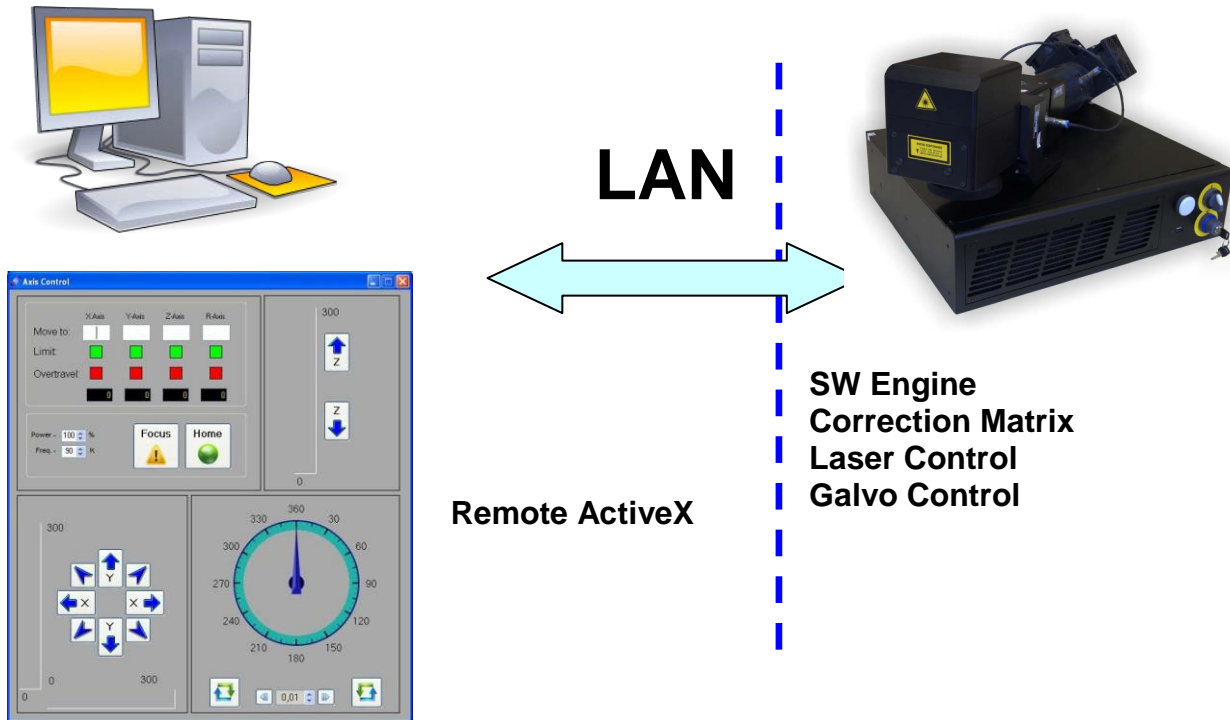 LAN
SW Engine
Correction Matrix
Laser Control
Galvo Control
Remote ActiveX
Axis Control
X-Axis Y-Axis Z-Axis R-Axis
Move to:
Limit:
Overtravel:
0 0 0 0
Power - 100 %
Freq. - 90 K
Focus Home
300
Z
Z
0
300
Y
X X
Y
0
0 300
360
330 30
300 60
270 90
240 120
210 150
180
0,01